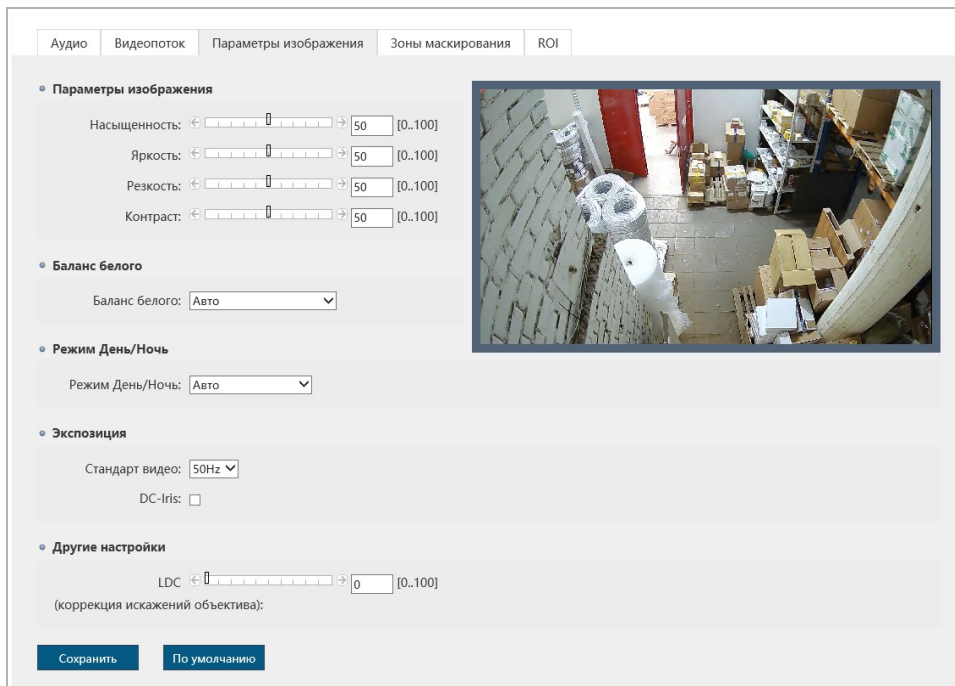 Аудио Видеопоток Параметры изображения Зоны маскирования ROI
Параметры изображения
Насыщенность: 50 [0..100]
Яркость: 50 [0..100]
Резкость: 50 [0..100]
Контраст: 50 [0..100]
Баланс белого
Баланс белого: Авто
Режим День/Ночь
Режим День/Ночь: Авто
Экспозиция
Стандарт видео: 50Hz
DC-Iris:
Другие настройки
LDC 0 [0..100]
(коррекция искажений объектива):
Сохранить По умолчанию